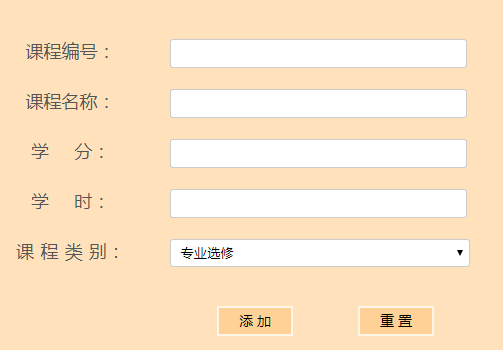 课程编号：
课程名称：
学 分：
学 时：
课 程 类 别： 专业选修
添 加 重 置